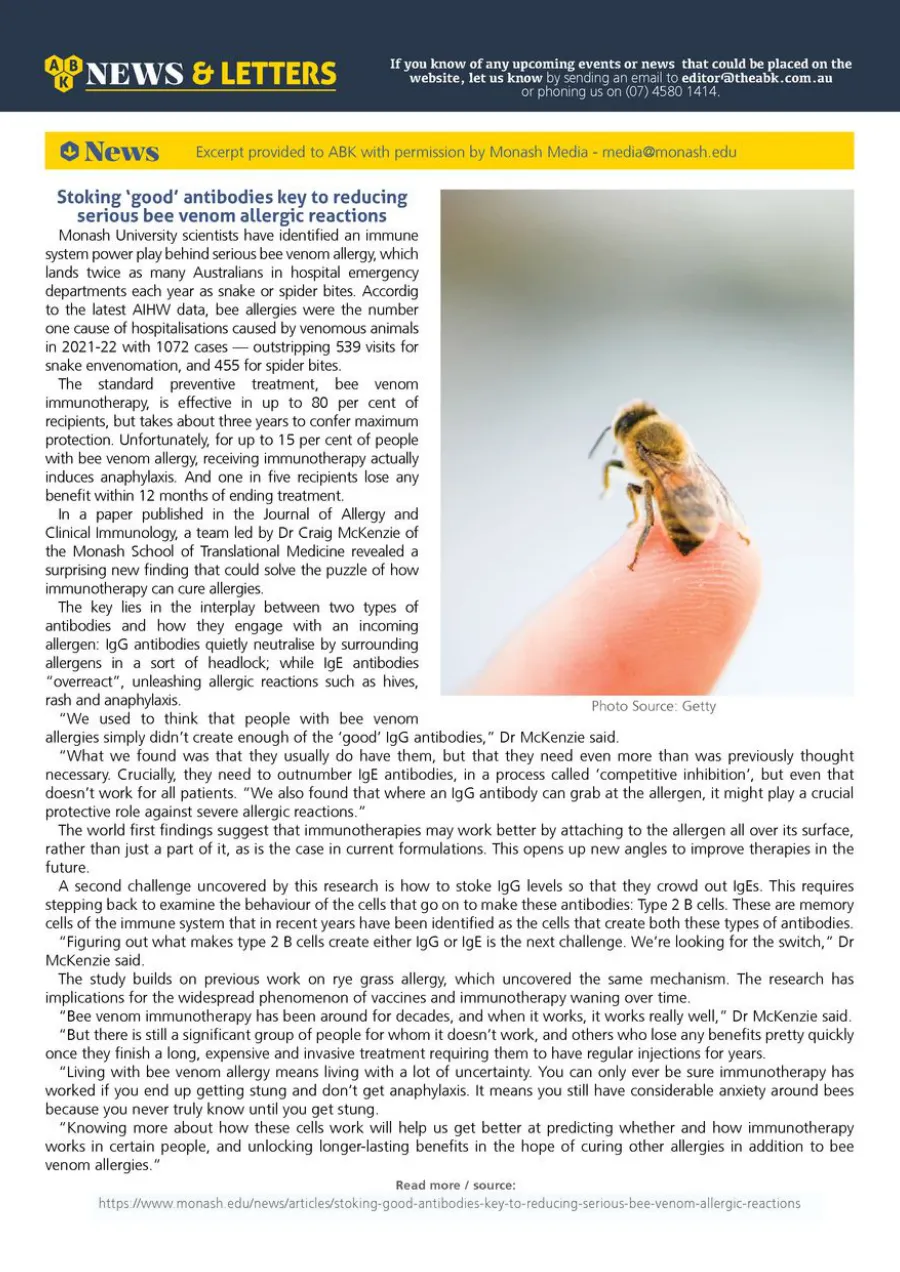 A B
K
NEWS & LETTERS
If you know of any upcoming events or news that could be placed on the
website, let us know by sending an email to editor@theabk.com.au
or phoning us on (07) 4580 1414.
News
Excerpt provided to ABK with permission by Monash Media - media@monash.edu
Stoking ‘good’ antibodies key to reducing
serious bee venom allergic reactions
Monash University scientists have identified an immune
system power play behind serious bee venom allergy, which
lands twice as many Australians in hospital emergency
departments each year as snake or spider bites. Accordig
to the latest AIHW data, bee allergies were the number
one cause of hospitalisations caused by venomous animals
in 2021-22 with 1072 cases — outstripping 539 visits for
snake envenomation, and 455 for spider bites.
The standard preventive treatment, bee venom
immunotherapy, is effective in up to 80 per cent of
recipients, but takes about three years to confer maximum
protection. Unfortunately, for up to 15 per cent of people
with bee venom allergy, receiving immunotherapy actually
induces anaphylaxis. And one in five recipients lose any
benefit within 12 months of ending treatment.
In a paper published in the Journal of Allergy and
Clinical Immunology, a team led by Dr Craig McKenzie of
the Monash School of Translational Medicine revealed a
surprising new finding that could solve the puzzle of how
immunotherapy can cure allergies.
The key lies in the interplay between two types of
antibodies and how they engage with an incoming
allergen: IgG antibodies quietly neutralise by surrounding
allergens in a sort of headlock; while IgE antibodies
“overreact”, unleashing allergic reactions such as hives,
rash and anaphylaxis.
Photo Source: Getty
“We used to think that people with bee venom
allergies simply didn’t create enough of the ‘good’ IgG antibodies,” Dr McKenzie said.
“What we found was that they usually do have them, but that they need even more than was previously thought
necessary. Crucially, they need to outnumber IgE antibodies, in a process called ‘competitive inhibition’, but even that
doesn’t work for all patients. “We also found that where an IgG antibody can grab at the allergen, it might play a crucial
protective role against severe allergic reactions.”
The world first findings suggest that immunotherapies may work better by attaching to the allergen all over its surface,
rather than just a part of it, as is the case in current formulations. This opens up new angles to improve therapies in the
future.
A second challenge uncovered by this research is how to stoke IgG levels so that they crowd out IgEs. This requires
stepping back to examine the behaviour of the cells that go on to make these antibodies: Type 2 B cells. These are memory
cells of the immune system that in recent years have been identified as the cells that create both these types of antibodies.
“Figuring out what makes type 2 B cells create either IgG or IgE is the next challenge. We’re looking for the switch,” Dr
McKenzie said.
The study builds on previous work on rye grass allergy, which uncovered the same mechanism. The research has
implications for the widespread phenomenon of vaccines and immunotherapy waning over time.
“Bee venom immunotherapy has been around for decades, and when it works, it works really well,” Dr McKenzie said.
“But there is still a significant group of people for whom it doesn’t work, and others who lose any benefits pretty quickly
once they finish a long, expensive and invasive treatment requiring them to have regular injections for years.
“Living with bee venom allergy means living with a lot of uncertainty. You can only ever be sure immunotherapy has
worked if you end up getting stung and don’t get anaphylaxis. It means you still have considerable anxiety around bees
because you never truly know until you get stung.
“Knowing more about how these cells work will help us get better at predicting whether and how immunotherapy
works in certain people, and unlocking longer-lasting benefits in the hope of curing other allergies in addition to bee
venom allergies.”
Read more / source:
https://www.monash.edu/news/articles/stoking-good-antibodies-key-to-reducing-serious-bee-venom-allergic-reactions